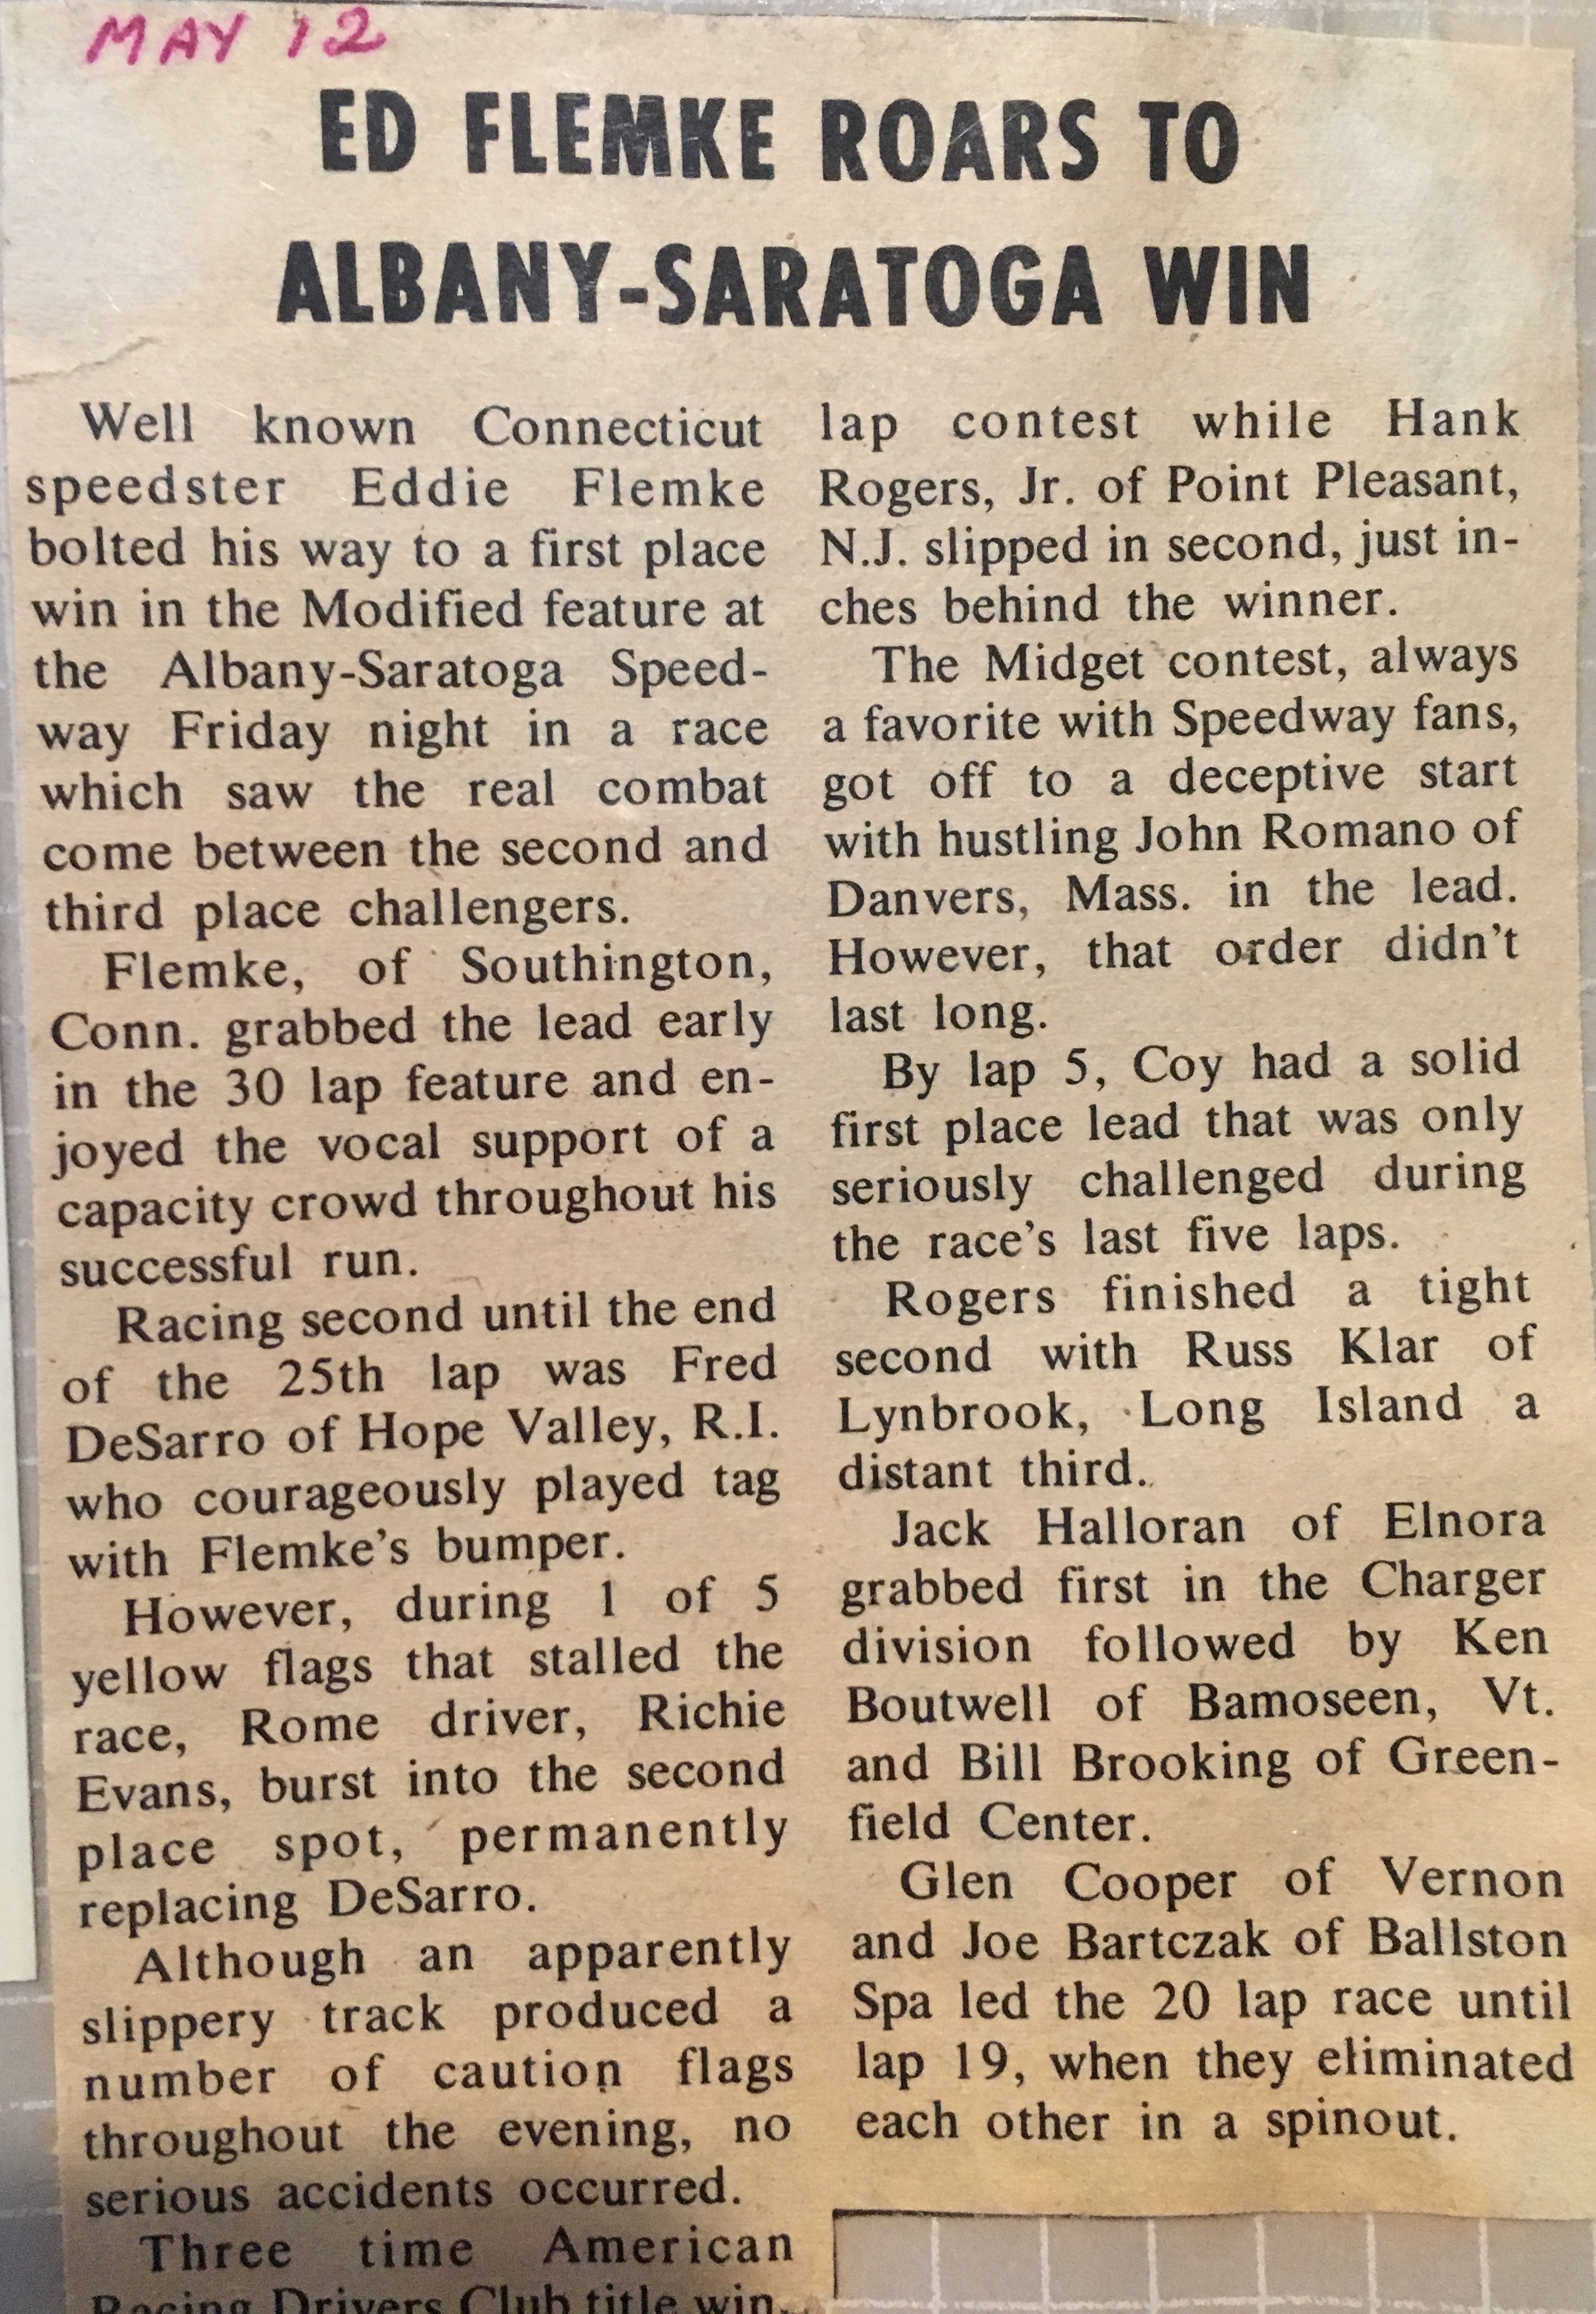 MAY 12
ED FLEMKE ROARS TO
ALBANY-SARATOGA WIN
Well known Connecticut
speedster Eddie Flemke
bolted his way to a first place
win in the Modified feature at
the Albany-Saratoga Speed-
way Friday night in a race
which saw the real combat
come between the second and
third place challengers.
Flemke, of Southington,
Conn. grabbed the lead early
in the 30 lap feature and en-
joyed the vocal support of a
capacity crowd throughout his
successful run.
Racing second until the end
of the 25th lap was Fred
DeSarro of Hope Valley, R.I.
who courageously played tag
with Flemke's bumper.
However, during 1 of 5
yellow flags that stalled the
race, Rome driver, Richie
Evans, burst into the second
place spot, permanently
replacing DeSarro.
Although an apparently
slippery track produced a
number of caution flags
throughout the evening, no
serious accidents occurred.
Three time American
Racing Drivers Club title win-
lap contest while Hank
Rogers, Jr. of Point Pleasant,
N.J. slipped in second, just in-
ches behind the winner.
The Midget contest, always
a favorite with Speedway fans,
got off to a deceptive start
with hustling John Romano of
Danvers, Mass. in the lead.
However, that order didn't
last long.
By lap 5, Coy had a solid
first place lead that was only
seriously challenged during
the race's last five laps.
Rogers finished a tight
second with Russ Klar of
Lynbrook, Long Island a
distant third.
Jack Halloran of Elnora
grabbed first in the Charger
division followed by Ken
Boutwell of Bamoseen, Vt.
and Bill Brooking of Green-
field Center.
Glen Cooper of Vernon
and Joe Bartczak of Ballston
Spa led the 20 lap race until
lap 19, when they eliminated
each other in a spinout.